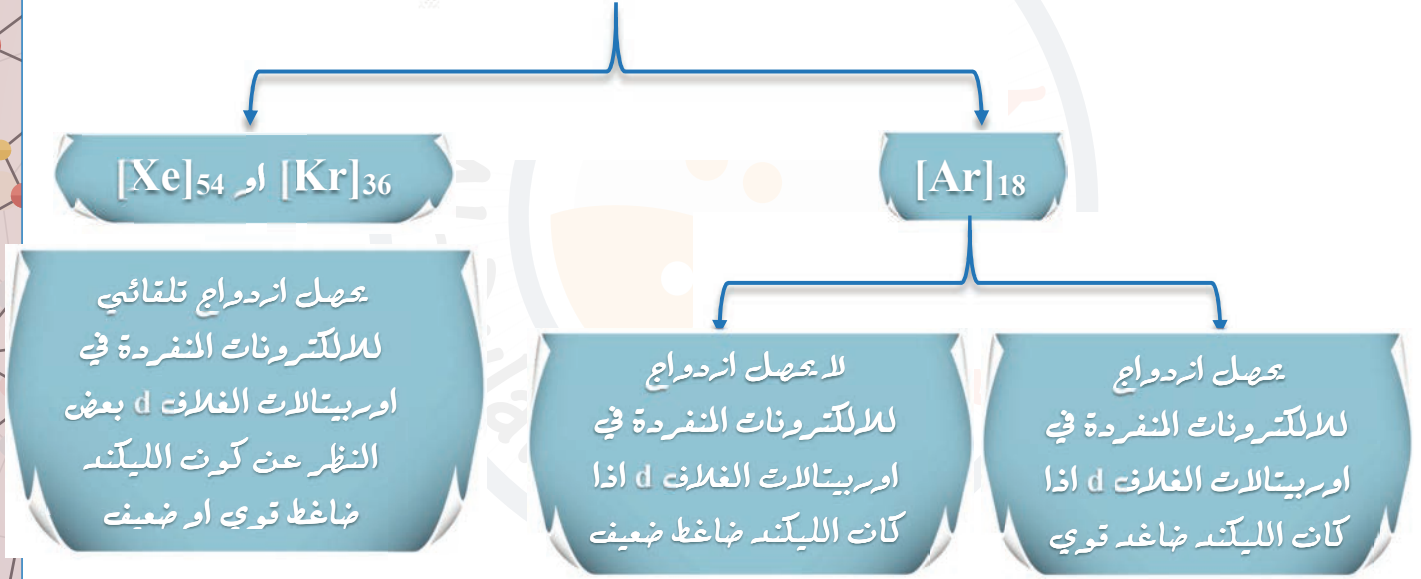 [Ar]18
[Kr]36 او [Xe]54
يحصل ازدواج
للالكترونات المنفردة في
اوربيتالات الغلاف d اذا
كان الليكند ضاغد قوي
لا يحصل ازدواج
للالكترونات المنفردة في
اوربيتالات الغلاف d اذا
كان الليكند ضاغط ضعيف
يحصل ازدواج تلقائي
للالكترونات المنفردة في
اوربيتالات الغلاف d بعض
النظر عن كون الليكند
ضاغط قوي او ضعيف